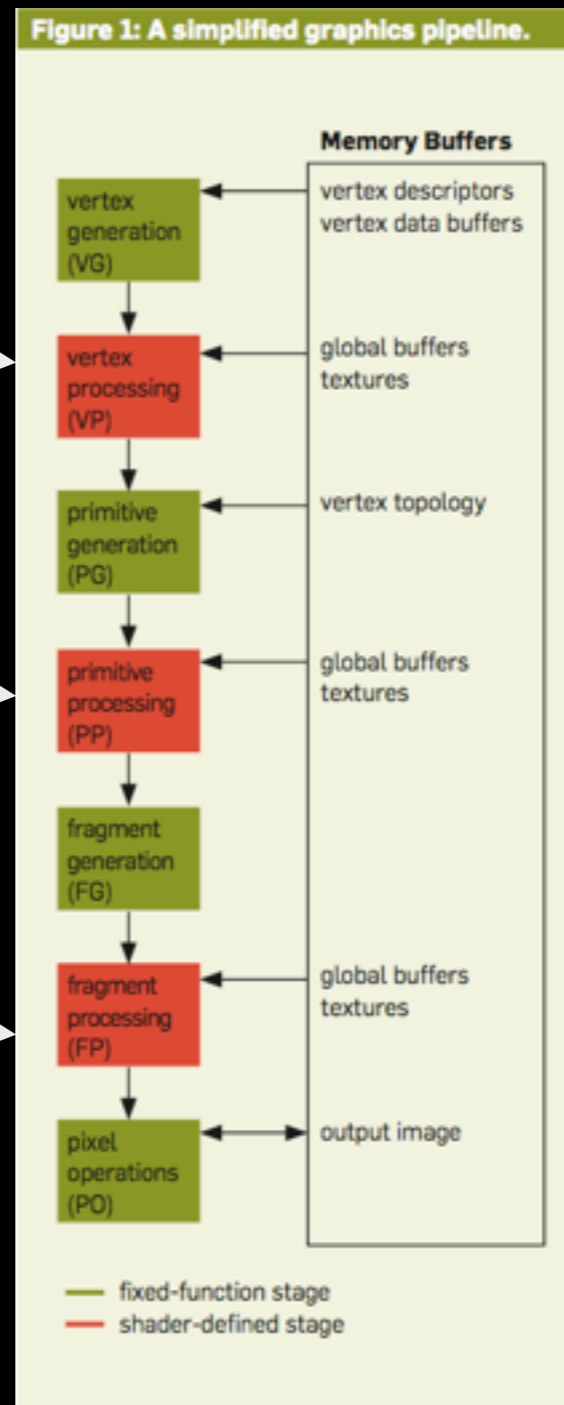 Figure 1: A simplified graphics pipeline.
Memory Buffers
vertex
generation
(VG)
vertex descriptors
vertex data buffers
vertex
processing
(VP)
global buffers
textures
primitive
generation
(PG)
vertex topology
primitive
processing
(PP)
global buffers
textures
fragment
generation
(FG)
fragment
processing
(FP)
global buffers
textures
pixel
operations
(PO)
output image
fixed-function stage
shader-defined stage